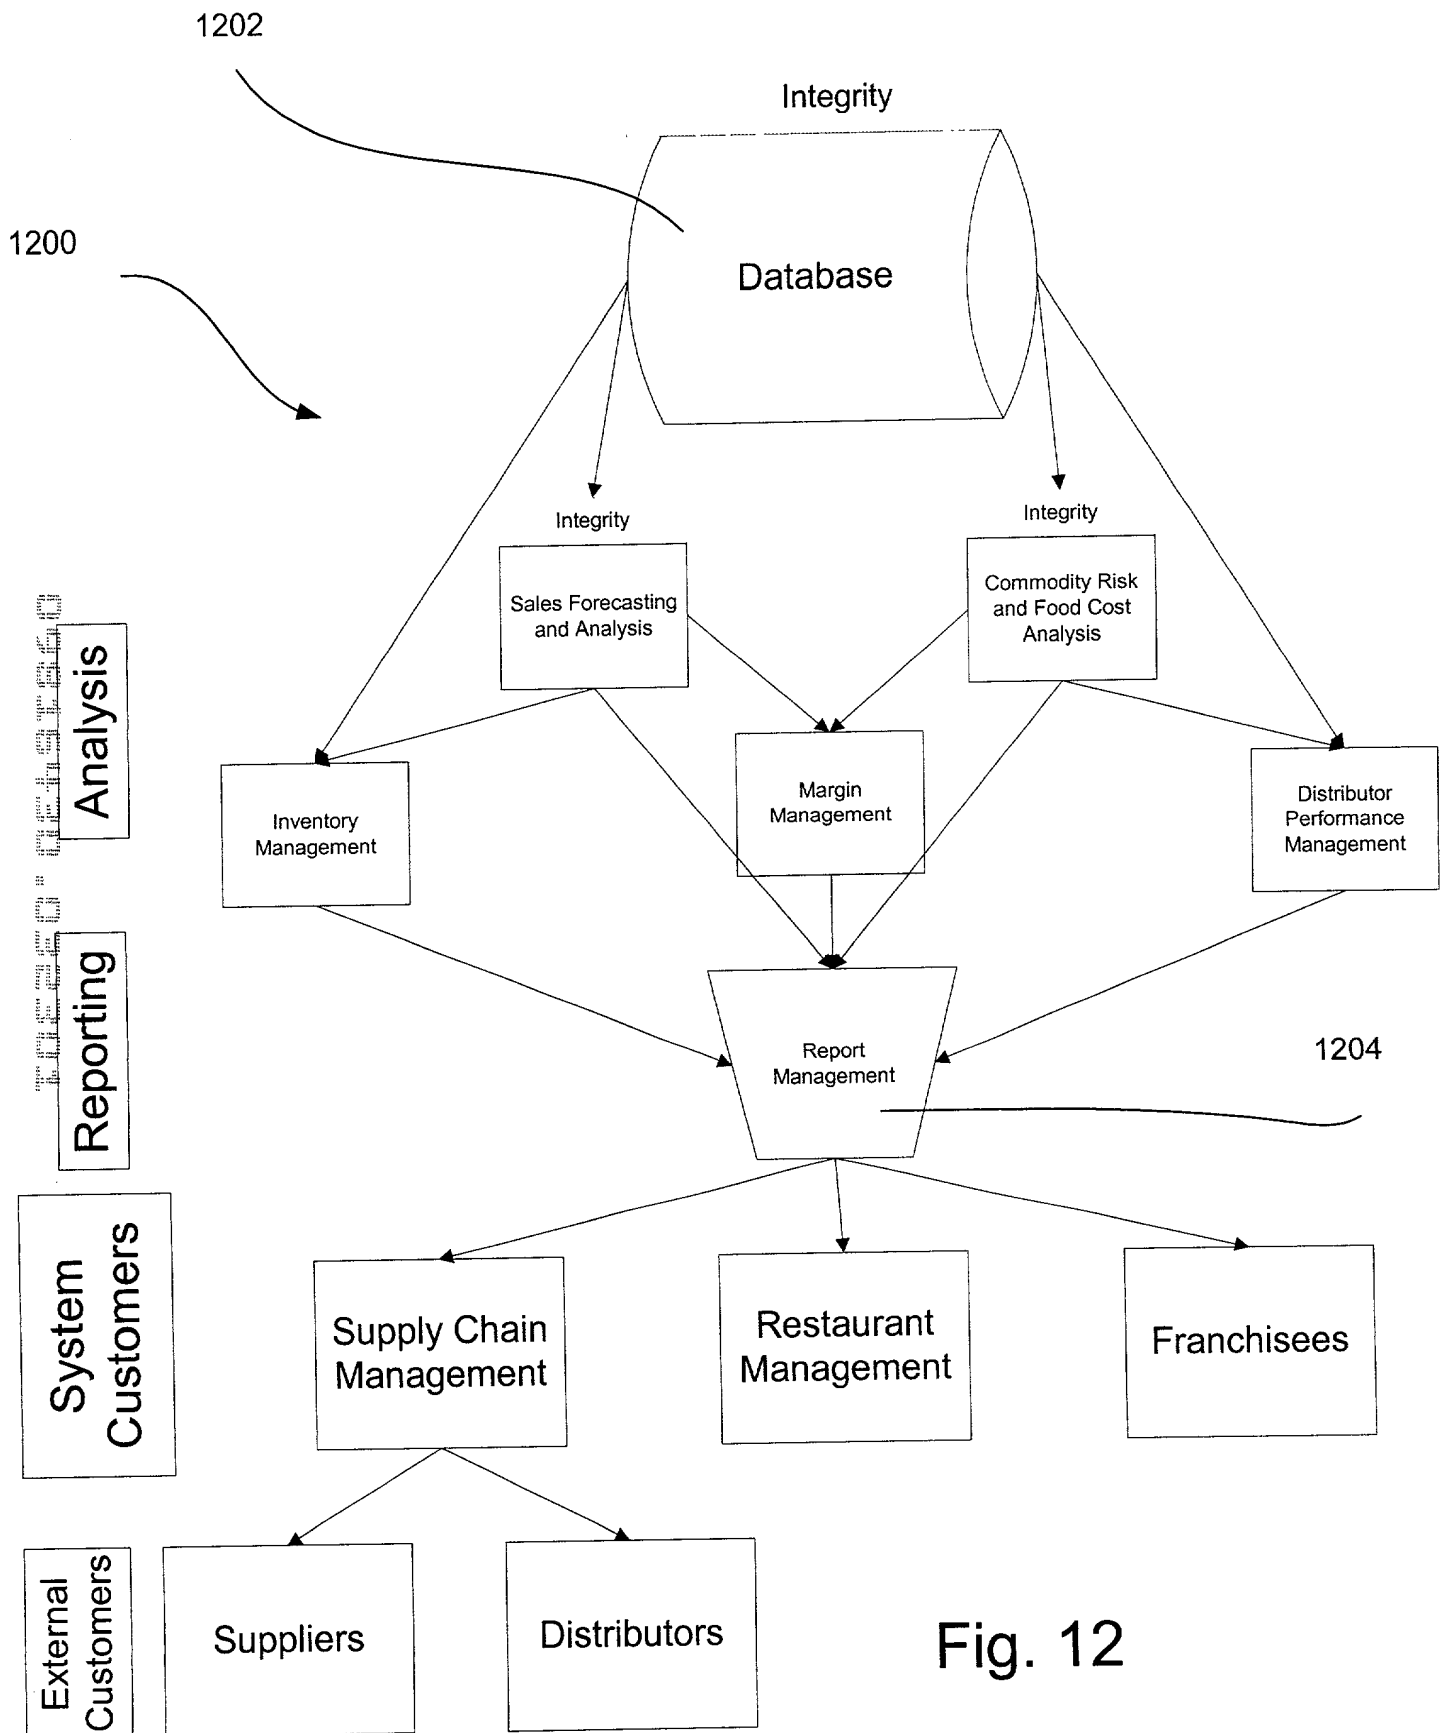 1202
Integrity
1200
Database
Integrity
Integrity
Sales Forecasting
and Analysis
Commodity Risk
and Food Cost
Analysis
Analysis
Inventory
Management
Margin
Management
Distributor
Performance
Management
Reporting
Report
Management
1204
System
Customers
Supply Chain
Management
Restaurant
Management
Franchisees
External
Customers
Suppliers
Distributors
Fig. 12